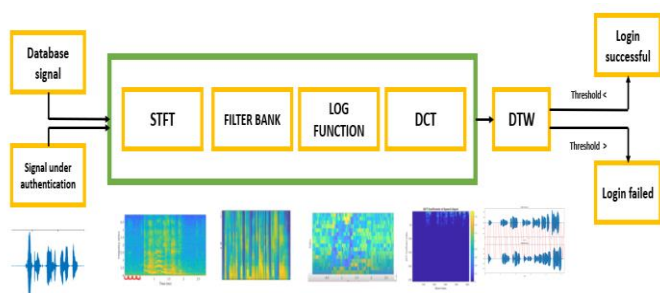 Database
signal
Signal under
authentication
STFT
FILTER BANK
LOG
FUNCTION
DCT
DTW
Threshold <
Threshold >
Login
successful
Login failed